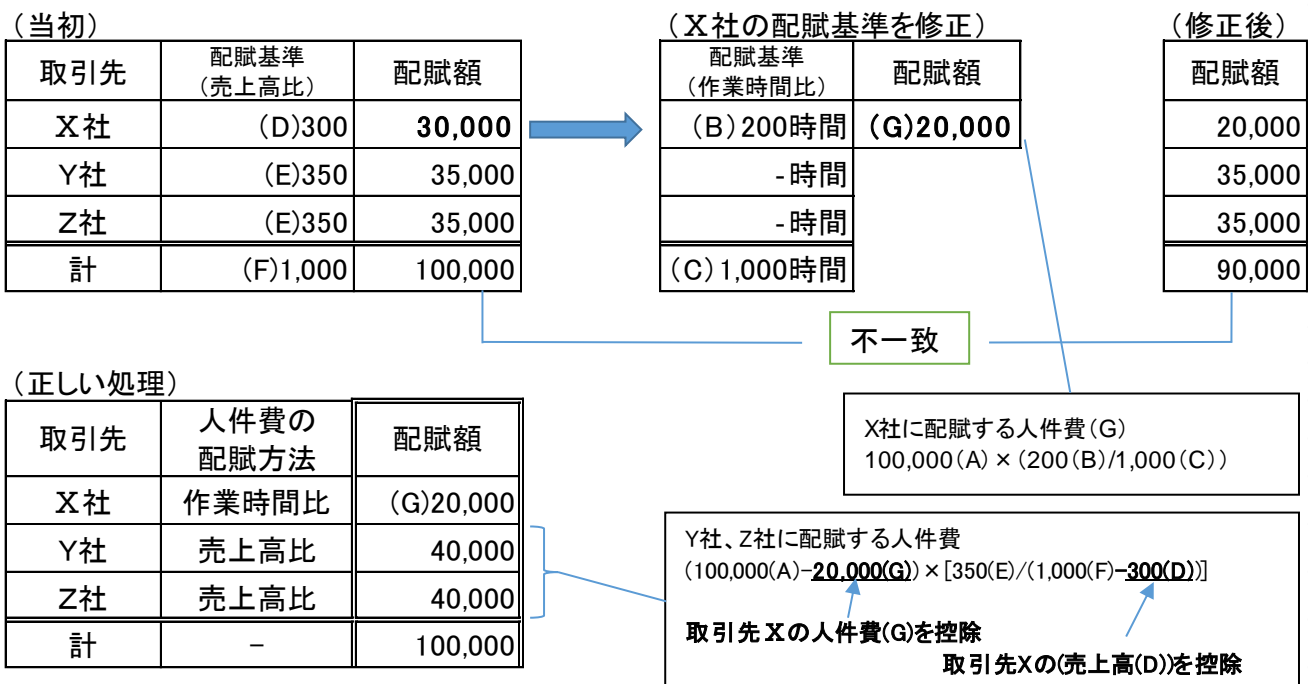 （当初）
（Ｘ社の配賦基準を修正）
（修正後）
取引先 配賦基準（売上高比） 配賦額
Ｘ社 (D)300 30,000
Ｙ社 (E)350 35,000
Ｚ社 (E)350 35,000
計 (F)1,000 100,000
配賦基準（作業時間比） 配賦額
(B)200時間 (G)20,000
-時間
-時間
(C)1,000時間
配賦額
20,000
35,000
35,000
90,000
不一致
（正しい処理）
取引先 人件費の配賦方法 配賦額
Ｘ社 作業時間比 (G)20,000
Ｙ社 売上高比 40,000
Ｚ社 売上高比 40,000
計 － 100,000
X社に配賦する人件費(G)
100,000(A)×(200(B)/1,000(C))
Y社、Z社に配賦する人件費
(100,000(A)-20,000(G))×[350(E)/(1,000(F)-300(D))]
取引先Ｘの人件費(G)を控除
取引先Xの(売上高(D))を控除